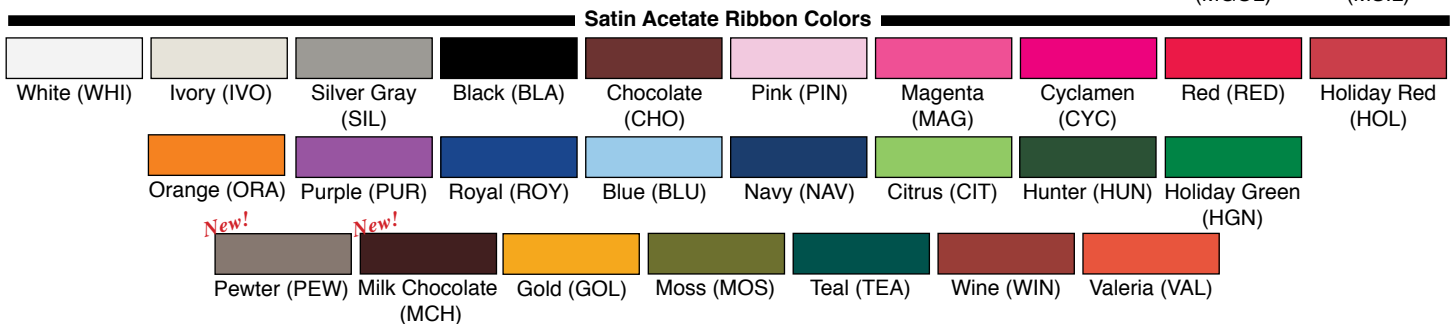 Satin Acetate Ribbon Colors
White (WHI) Ivory (IVO) Silver Gray Black (BLA) Chocolate Pink (PIN) Magenta Cyclamen Red (RED) Holiday Red
(SIL) (CHO) (MAG) (CYC) (HOL)
Orange (ORA) Purple (PUR) Royal (ROY) Blue (BLU) Navy (NAV) Citrus (CIT) Hunter (HUN) Holiday Green
(HGN)
New! New!
Pewter (PEW) Milk Chocolate Gold (GOL) Moss (MOS) Teal (TEA) Wine (WIN) Valeria (VAL)
(MCH)